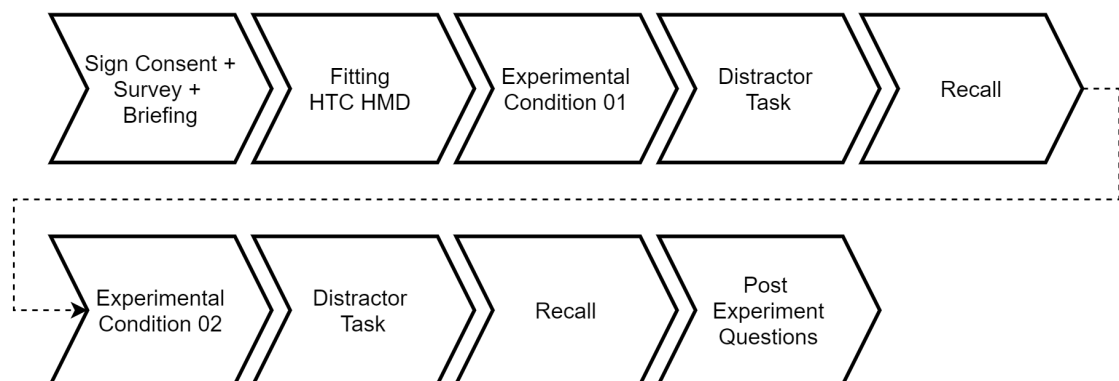 Sign Consent +
Survey +
Briefing
Fitting
HTC HMD
Experimental
Condition 01
Distractor
Task
Recall
Experimental
Condition 02
Distractor
Task
Recall
Post
Experiment
Questions